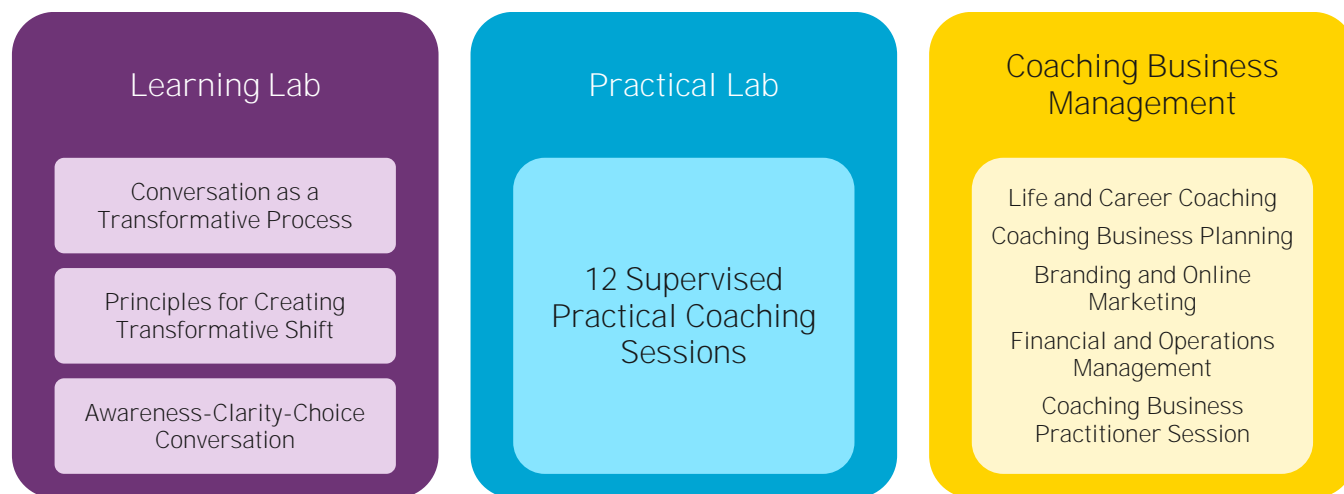 Learning Lab
Conversation as a
Transformative Process
Principles for Creating
Transformative Shift
Awareness-Clarity-Choice
Conversation
Practical Lab
12 Supervised
Practical Coaching
Sessions
Coaching Business
Management
Life and Career Coaching
Coaching Business Planning
Branding and Online
Marketing
Financial and Operations
Management
Coaching Business
Practitioner Session